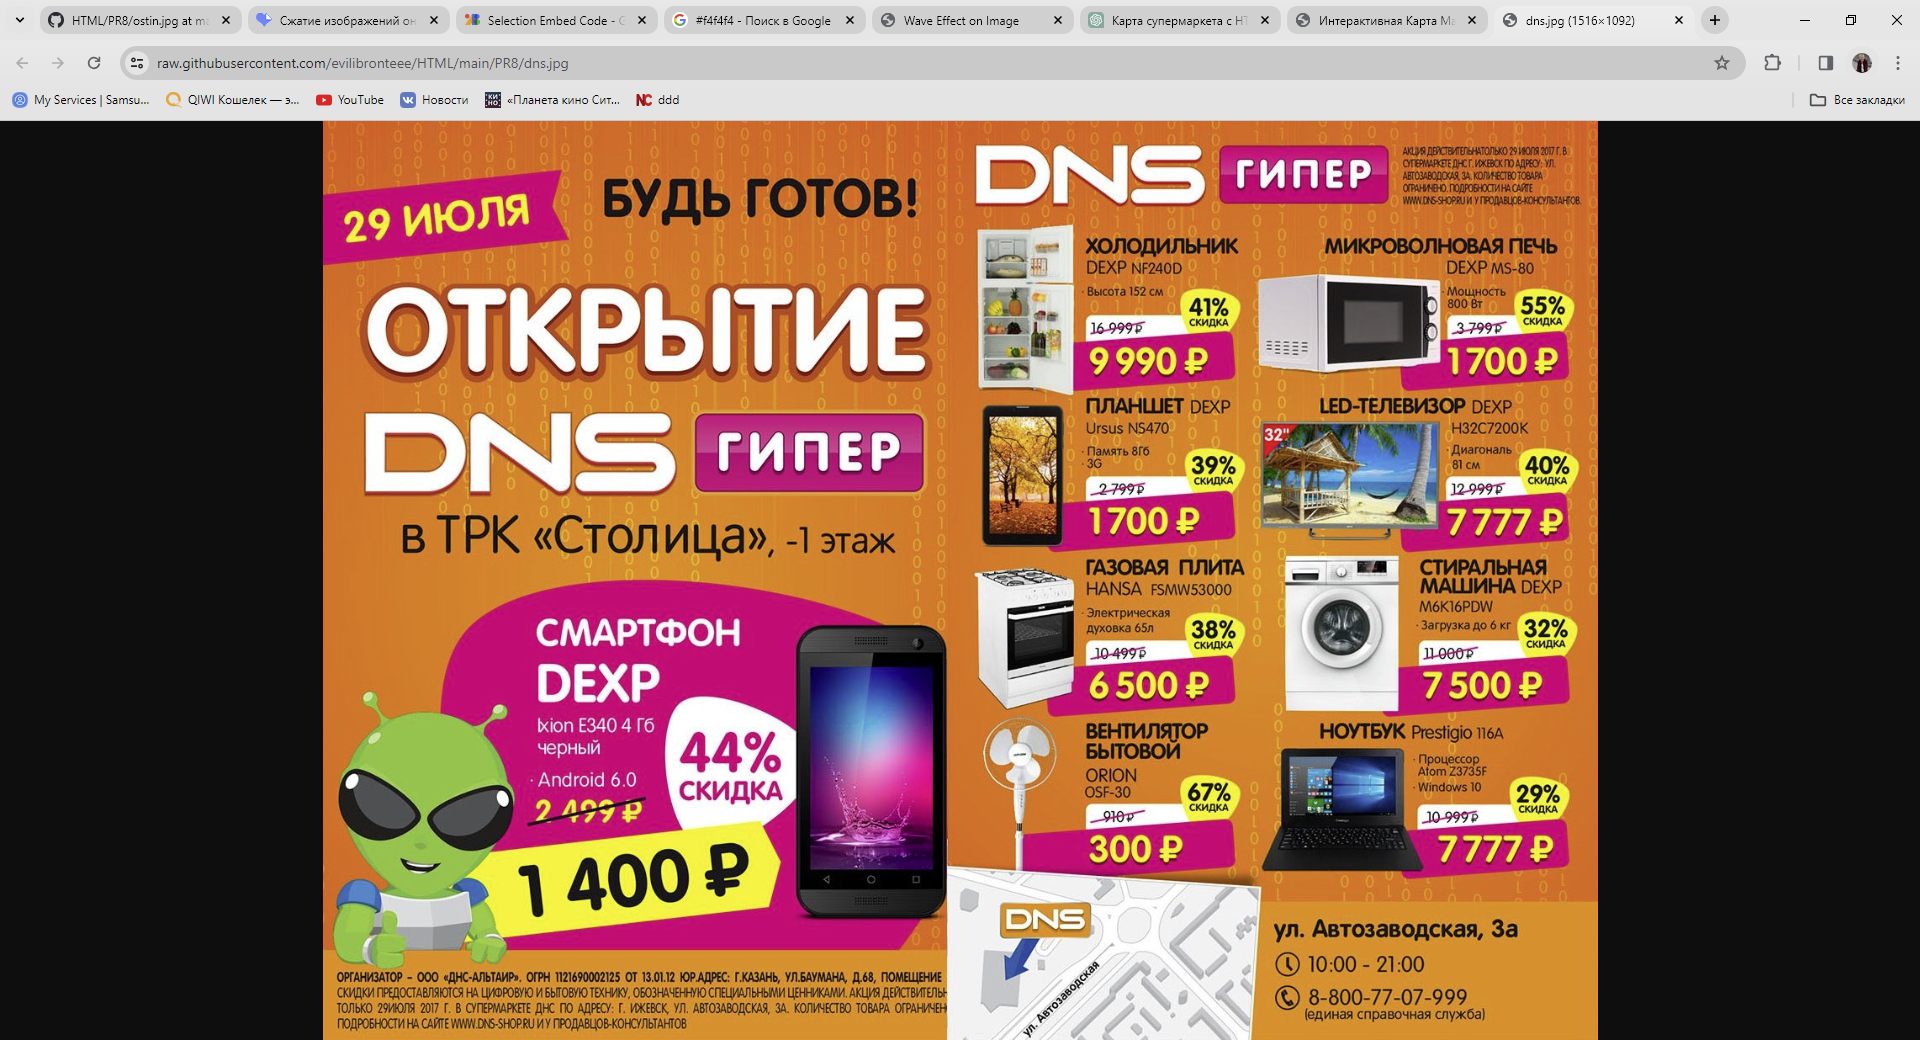 HTML/PR8/ostin.jpg at ma
Сжатие изображений он
Selection Embed Code - G
#f4f4f4 - Поиск в Google
Wave Effect on Image
Карта супермаркета с HT
Интерактивная Карта Ма
dns.jpg (1516×1092)
raw.githubusercontent.com/evilibronteee/HTML/main/PR8/dns.jpg
My Services | Samsu...
QIWI Кошелек — э...
YouTube
Новости
«Планета кино Сит...
NC ddd
Все закладки
29 ИЮЛЯ
БУДЬ ГОТОВ!
ОТКРЫТИЕ
DNS ГИПЕР
в ТРК «Столица», -1 этаж
СМАРТФОН
DEXP
Ixion E340 4 Гб
черный
· Android 6.0
2 499 ₽
44%
СКИДКА
1 400 ₽
ОРГАНИЗАТОР – ООО «ДНС-АЛЬТАИР». ОГРН 1121690002125 ОТ 13.01.12 ЮР.АДРЕС: Г.КАЗАНЬ, УЛ.БАУМАНА, Д.68, ПОМЕЩЕНИЕ
СКИДКИ ПРЕДОСТАВЛЯЮТСЯ НА ЦИФРОВУЮ И БЫТОВУЮ ТЕХНИКУ, ОБОЗНАЧЕННУЮ СПЕЦИАЛЬНЫМИ ЦЕННИКАМИ. АКЦИЯ ДЕЙСТВИТЕЛЬН
ТОЛЬКО 29ИЮЛЯ 2017 Г. В СУПЕРМАРКЕТЕ ДНС ПО АДРЕСУ: Г. ИЖЕВСК, УЛ. АВТОЗАВОДСКАЯ, 3А. КОЛИЧЕСТВО ТОВАРА ОГРАНИЧЕНО
ПОДРОБНОСТИ НА САЙТЕ WWW.DNS-SHOP.RU И У ПРОДАВЦОВ-КОНСУЛЬТАНТОВ
DNS ГИПЕР
АКЦИЯ ДЕЙСТВИТЕЛЬНАТОЛЬКО 29 ИЮЛЯ 2017 Г. В
СУПЕРМАРКЕТЕ ДНС Г. ИЖЕВСК ПО АДРЕСУ: УЛ.
АВТОЗАВОДСКАЯ, 3А. КОЛИЧЕСТВО ТОВАРА
ОГРАНИЧЕНО. ПОДРОБНОСТИ НА САЙТЕ
WWW.DNS-SHOP.RU И У ПРОДАВЦОВ-КОНСУЛЬТАНТОВ.
ХОЛОДИЛЬНИК
DEXP NF240D
· Высота 152 см
41%
СКИДКА
16 999 ₽
9 990 ₽
МИКРОВОЛНОВАЯ ПЕЧЬ
DEXP MS-80
· Мощность
800 Вт
55%
СКИДКА
3 799 ₽
1 700 ₽
ПЛАНШЕТ DEXP
Ursus NS470
· Память 8Гб
3G
39%
СКИДКА
2 799 ₽
1 700 ₽
LED-ТЕЛЕВИЗОР DEXP
H32C7200K
32"
· Диагональ
81 см
40%
СКИДКА
12 999 ₽
7 777 ₽
ГАЗОВАЯ ПЛИТА
HANSA FSMW53000
· Электрическая
духовка 65л
38%
СКИДКА
10 499 ₽
6 500 ₽
СТИРАЛЬНАЯ
МАШИНА DEXP
M6K16PDW
· Загрузка до 6 кг
32%
СКИДКА
11 000 ₽
7 500 ₽
ВЕНТИЛЯТОР
БЫТОВОЙ
ORION
OSF-30
67%
СКИДКА
910 ₽
300 ₽
НОУТБУК Prestigio 116A
· Процессор
Atom Z3735F
· Windows 10
29%
СКИДКА
10 999 ₽
7 777 ₽
DNS
ул. Автозаводская
ул. Автозаводская, 3а
10:00 - 21:00
8-800-77-07-999
(единая справочная служба)